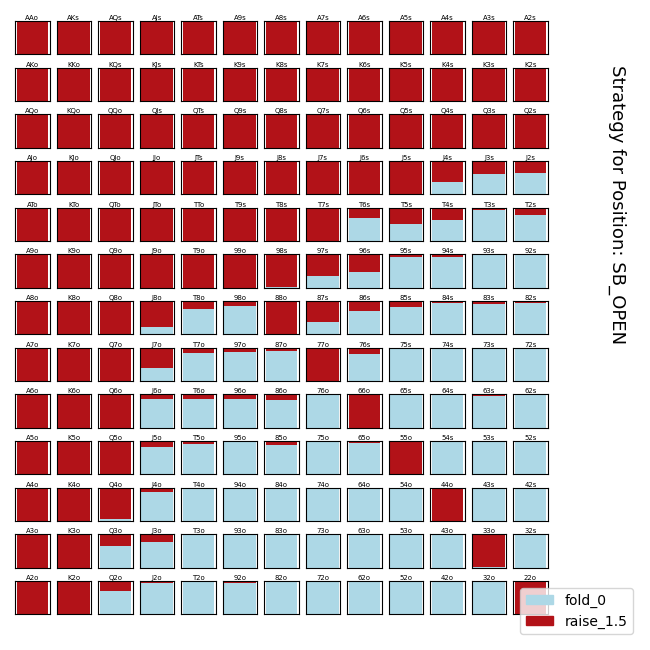 AAo AKs AQs AJs ATs A9s A8s A7s A6s A5s A4s A3s A2s
AKo KKo KQs KJs KTs K9s K8s K7s K6s K5s K4s K3s K2s
AQo KQo QQo QJs QTs Q9s Q8s Q7s Q6s Q5s Q4s Q3s Q2s
AJo KJo QJo JJo JTs J9s J8s J7s J6s J5s J4s J3s J2s
ATo KTo QTo JTo TTo T9s T8s T7s T6s T5s T4s T3s T2s
A9o K9o Q9o J9o T9o 99o 98s 97s 96s 95s 94s 93s 92s
A8o K8o Q8o J8o T8o 98o 88o 87s 86s 85s 84s 83s 82s
A7o K7o Q7o J7o T7o 97o 87o 77o 76s 75s 74s 73s 72s
A6o K6o Q6o J6o T6o 96o 86o 76o 66o 65s 64s 63s 62s
A5o K5o Q5o J5o T5o 95o 85o 75o 65o 55o 54s 53s 52s
A4o K4o Q4o J4o T4o 94o 84o 74o 64o 54o 44o 43s 42s
A3o K3o Q3o J3o T3o 93o 83o 73o 63o 53o 43o 33o 32s
A2o K2o Q2o J2o T2o 92o 82o 72o 62o 52o 42o 32o 22o
Strategy for Position: SB_OPEN
fold_0
raise_1.5